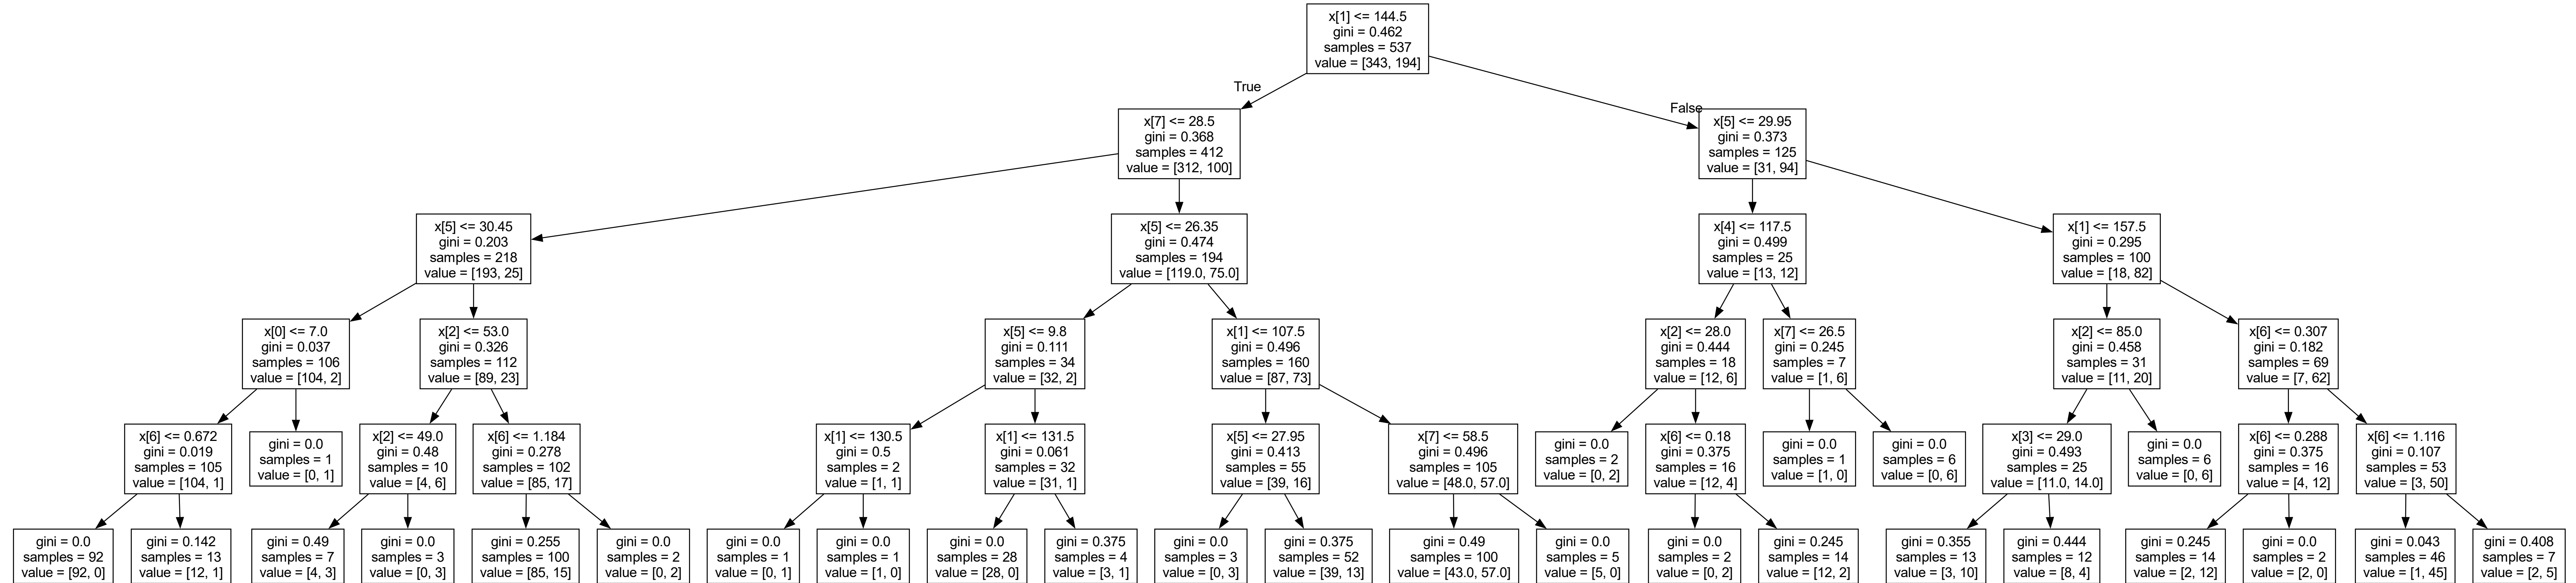 x[1] <= 144.5
gini = 0.462
samples = 537
value = [343, 194]
True
False
x[7] <= 28.5
gini = 0.368
samples = 412
value = [312, 100]
x[5] <= 29.95
gini = 0.373
samples = 125
value = [31, 94]
x[5] <= 30.45
gini = 0.203
samples = 218
value = [193, 25]
x[5] <= 26.35
gini = 0.474
samples = 194
value = [119.0, 75.0]
x[4] <= 117.5
gini = 0.499
samples = 25
value = [13, 12]
x[1] <= 157.5
gini = 0.295
samples = 100
value = [18, 82]
x[0] <= 7.0
gini = 0.037
samples = 106
value = [104, 2]
x[2] <= 53.0
gini = 0.326
samples = 112
value = [89, 23]
x[5] <= 9.8
gini = 0.111
samples = 34
value = [32, 2]
x[1] <= 107.5
gini = 0.496
samples = 160
value = [87, 73]
x[2] <= 28.0
gini = 0.444
samples = 18
value = [12, 6]
x[7] <= 26.5
gini = 0.245
samples = 7
value = [1, 6]
x[2] <= 85.0
gini = 0.458
samples = 31
value = [11, 20]
x[6] <= 0.307
gini = 0.182
samples = 69
value = [7, 62]
x[6] <= 0.672
gini = 0.019
samples = 105
value = [104, 1]
gini = 0.0
samples = 1
value = [0, 1]
x[2] <= 49.0
gini = 0.48
samples = 10
value = [4, 6]
x[6] <= 1.184
gini = 0.278
samples = 102
value = [85, 17]
x[1] <= 130.5
gini = 0.5
samples = 2
value = [1, 1]
x[1] <= 131.5
gini = 0.061
samples = 32
value = [31, 1]
x[5] <= 27.95
gini = 0.413
samples = 55
value = [39, 16]
x[7] <= 58.5
gini = 0.496
samples = 105
value = [48.0, 57.0]
gini = 0.0
samples = 2
value = [0, 2]
x[6] <= 0.18
gini = 0.375
samples = 16
value = [12, 4]
gini = 0.0
samples = 1
value = [1, 0]
gini = 0.0
samples = 6
value = [0, 6]
x[3] <= 29.0
gini = 0.493
samples = 25
value = [11.0, 14.0]
gini = 0.0
samples = 6
value = [0, 6]
x[6] <= 0.288
gini = 0.375
samples = 16
value = [4, 12]
x[6] <= 1.116
gini = 0.107
samples = 53
value = [3, 50]
gini = 0.0
samples = 92
value = [92, 0]
gini = 0.142
samples = 13
value = [12, 1]
gini = 0.49
samples = 7
value = [4, 3]
gini = 0.0
samples = 3
value = [0, 3]
gini = 0.255
samples = 100
value = [85, 15]
gini = 0.0
samples = 2
value = [0, 2]
gini = 0.0
samples = 1
value = [0, 1]
gini = 0.0
samples = 1
value = [1, 0]
gini = 0.0
samples = 28
value = [28, 0]
gini = 0.375
samples = 4
value = [3, 1]
gini = 0.0
samples = 3
value = [0, 3]
gini = 0.375
samples = 52
value = [39, 13]
gini = 0.49
samples = 100
value = [43.0, 57.0]
gini = 0.0
samples = 5
value = [5, 0]
gini = 0.0
samples = 2
value = [0, 2]
gini = 0.245
samples = 14
value = [12, 2]
gini = 0.355
samples = 13
value = [3, 10]
gini = 0.444
samples = 12
value = [8, 4]
gini = 0.245
samples = 14
value = [2, 12]
gini = 0.0
samples = 2
value = [2, 0]
gini = 0.043
samples = 46
value = [1, 45]
gini = 0.408
samples = 7
value = [2, 5]